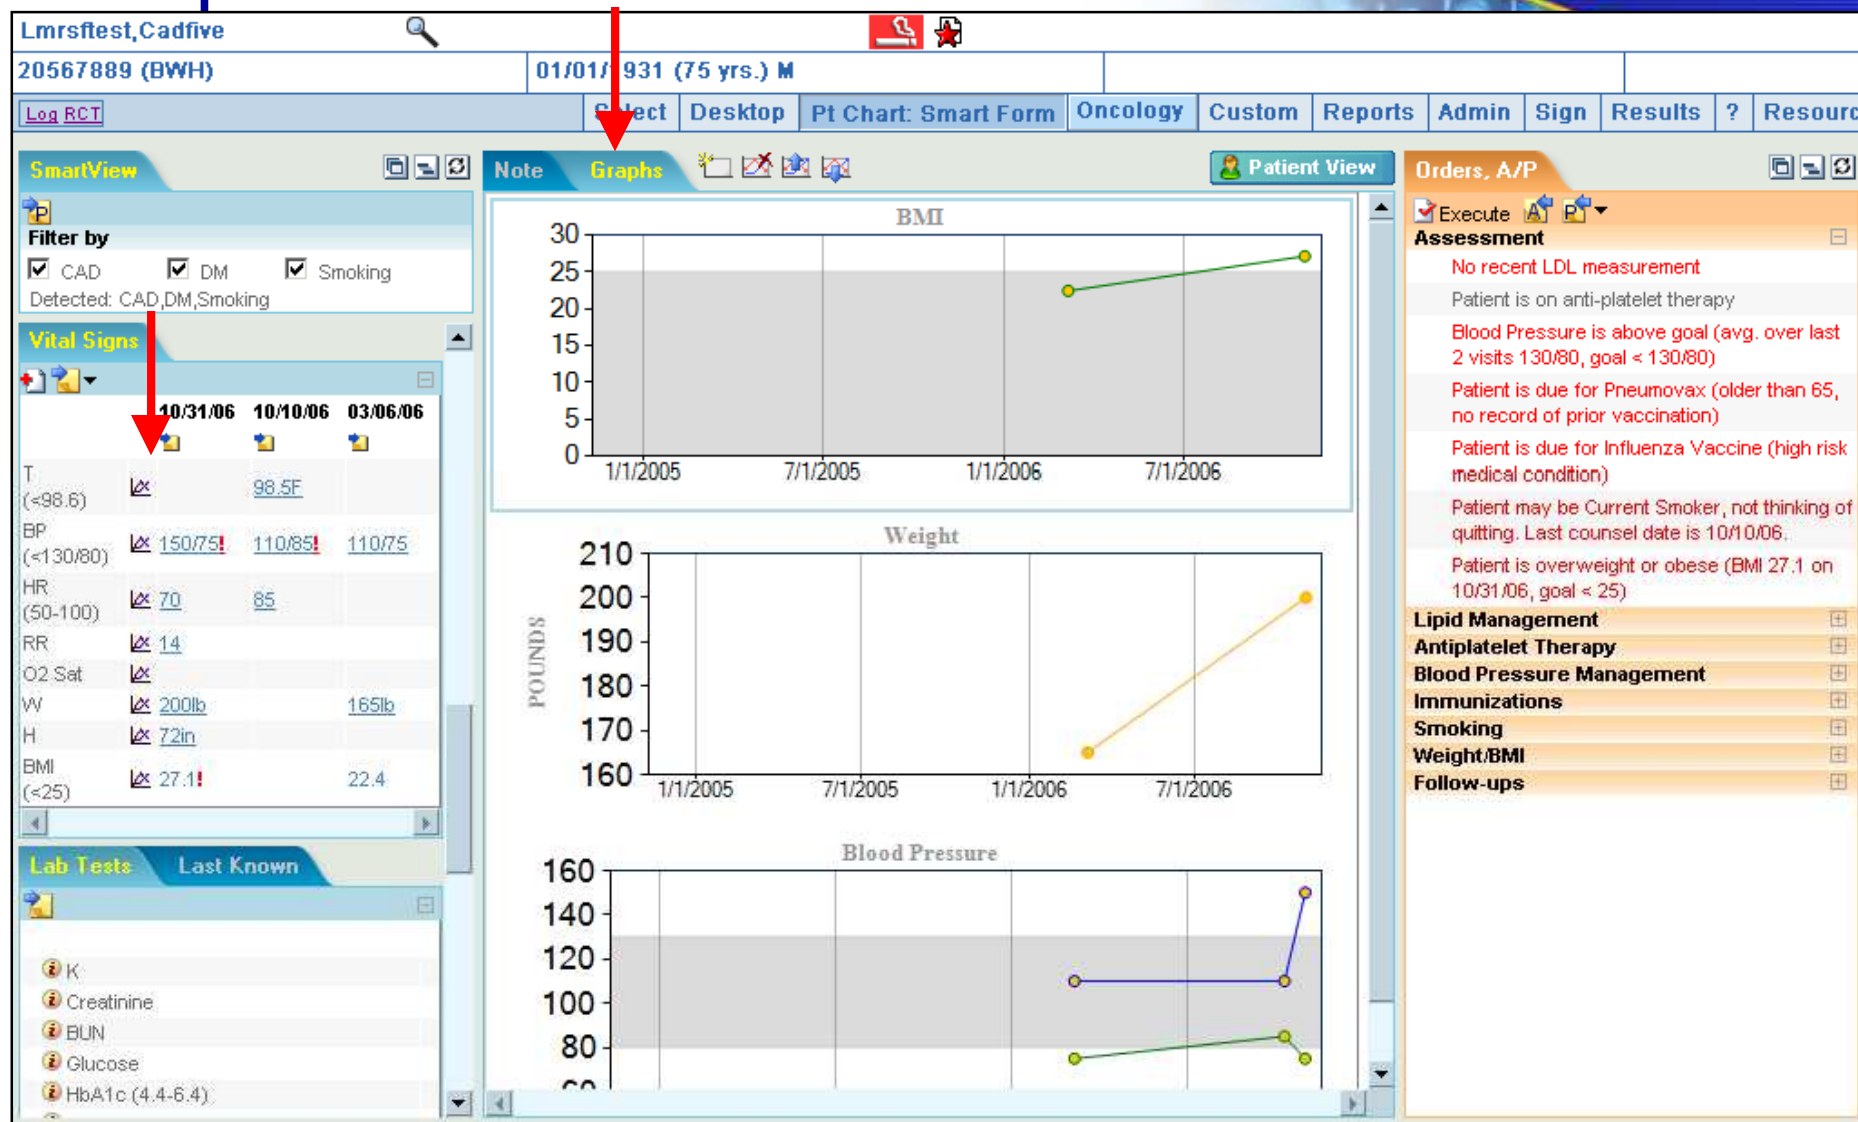 Lmrsftest,Cadfive
20567889 (BWH) 01/01/1931 (75 yrs.) M
Log RCT Select Desktop Pt Chart: Smart Form Oncology Custom Reports Admin Sign Results ? Resourc
SmartView
Filter by
CAD DM Smoking
Detected: CAD,DM,Smoking
Vital Signs
10/31/06 10/10/06 03/06/06
T
(<98.6) 98.5F
BP
(<130/80) 150/75! 110/85! 110/75
HR
(50-100) 70 85
RR 14
O2 Sat
W 200lb 165lb
H 72in
BMI
(<25) 27.1! 22.4
Lab Tests Last Known
K
Creatinine
BUN
Glucose
HbA1c (4.4-6.4)
Note Graphs Patient View
BMI
30
25
20
15
10
5
0
1/1/2005 7/1/2005 1/1/2006 7/1/2006
Weight
POUNDS
210
200
190
180
170
160
1/1/2005 7/1/2005 1/1/2006 7/1/2006
Blood Pressure
160
140
120
100
80
60
Orders, A/P
Execute A P
Assessment
No recent LDL measurement
Patient is on anti-platelet therapy
Blood Pressure is above goal (avg. over last
2 visits 130/80, goal < 130/80)
Patient is due for Pneumovax (older than 65,
no record of prior vaccination)
Patient is due for Influenza Vaccine (high risk
medical condition)
Patient may be Current Smoker, not thinking of
quitting. Last counsel date is 10/10/06.
Patient is overweight or obese (BMI 27.1 on
10/31/06, goal < 25)
Lipid Management
Antiplatelet Therapy
Blood Pressure Management
Immunizations
Smoking
Weight/BMI
Follow-ups